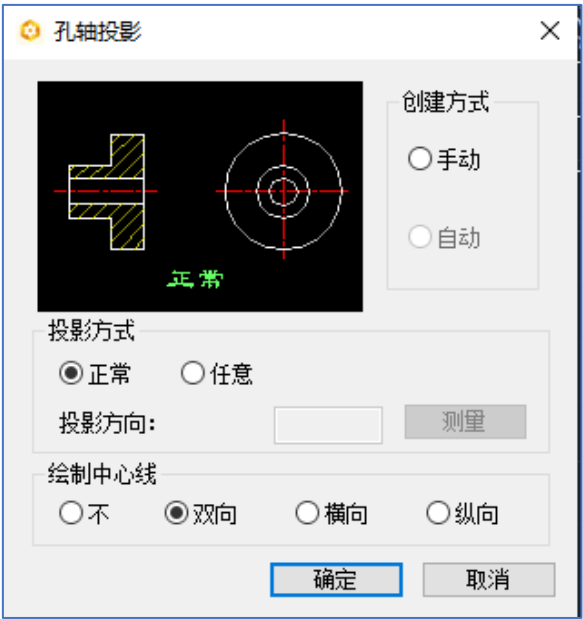 孔轴投影
创建方式
手动
自动
正常
投影方式
正常 任意
投影方向: 测量
绘制中心线
不 双向 横向 纵向
确定 取消